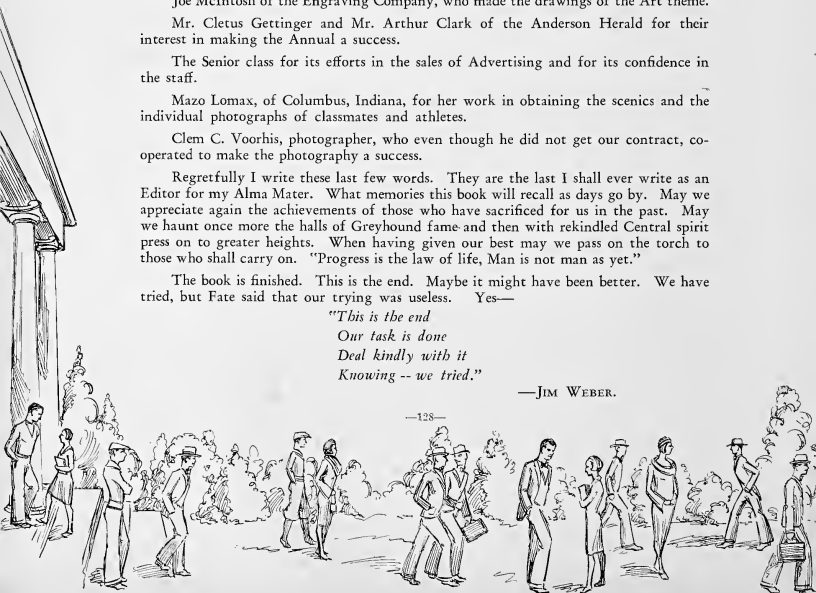 Joe McIntosh of the Engraving Company, who made the drawings of the Art theme.
Mr. Cletus Gettinger and Mr. Arthur Clark of the Anderson Herald for their
interest in making the Annual a success.
The Senior class for its efforts in the sales of Advertising and for its confidence in
the staff.
Mazo Lomax, of Columbus, Indiana, for her work in obtaining the scenics and the
individual photographs of classmates and athletes.
Clem C. Voorhis, photographer, who even though he did not get our contract, co-
operated to make the photography a success.
Regretfully I write these last few words. They are the last I shall ever write as an
Editor for my Alma Mater. What memories this book will recall as days go by. May we
appreciate again the achievements of those who have sacrificed for us in the past. May
we haunt once more the halls of Greyhound fame and then with rekindled Central spirit
press on to greater heights. When having given our best may we pass on the torch to
those who shall carry on. "Progress is the law of life, Man is not man as yet."
The book is finished. This is the end. Maybe it might have been better. We have
tried, but Fate said that our trying was useless. Yes—
"This is the end
Our task is done
Deal kindly with it
Knowing -- we tried."
—Jim Weber.
—128—